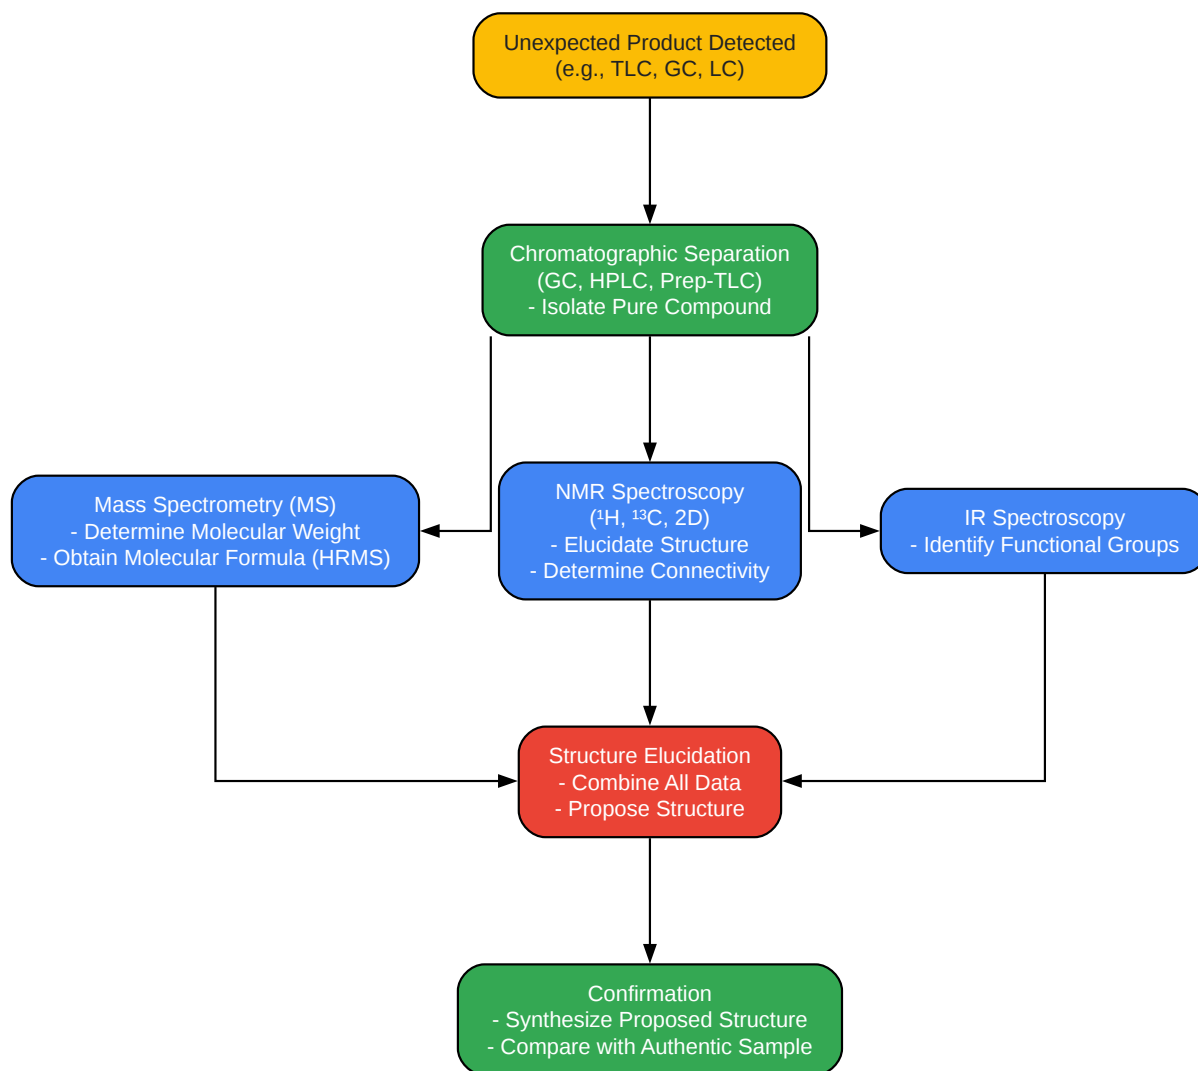 Unexpected Product Detected
(e.g., TLC, GC, LC)
Chromatographic Separation
(GC, HPLC, Prep-TLC)
- Isolate Pure Compound
Mass Spectrometry (MS)
- Determine Molecular Weight
- Obtain Molecular Formula (HRMS)
NMR Spectroscopy
(¹H, ¹³C, 2D)
- Elucidate Structure
- Determine Connectivity
IR Spectroscopy
- Identify Functional Groups
Structure Elucidation
- Combine All Data
- Propose Structure
Confirmation
- Synthesize Proposed Structure
- Compare with Authentic Sample